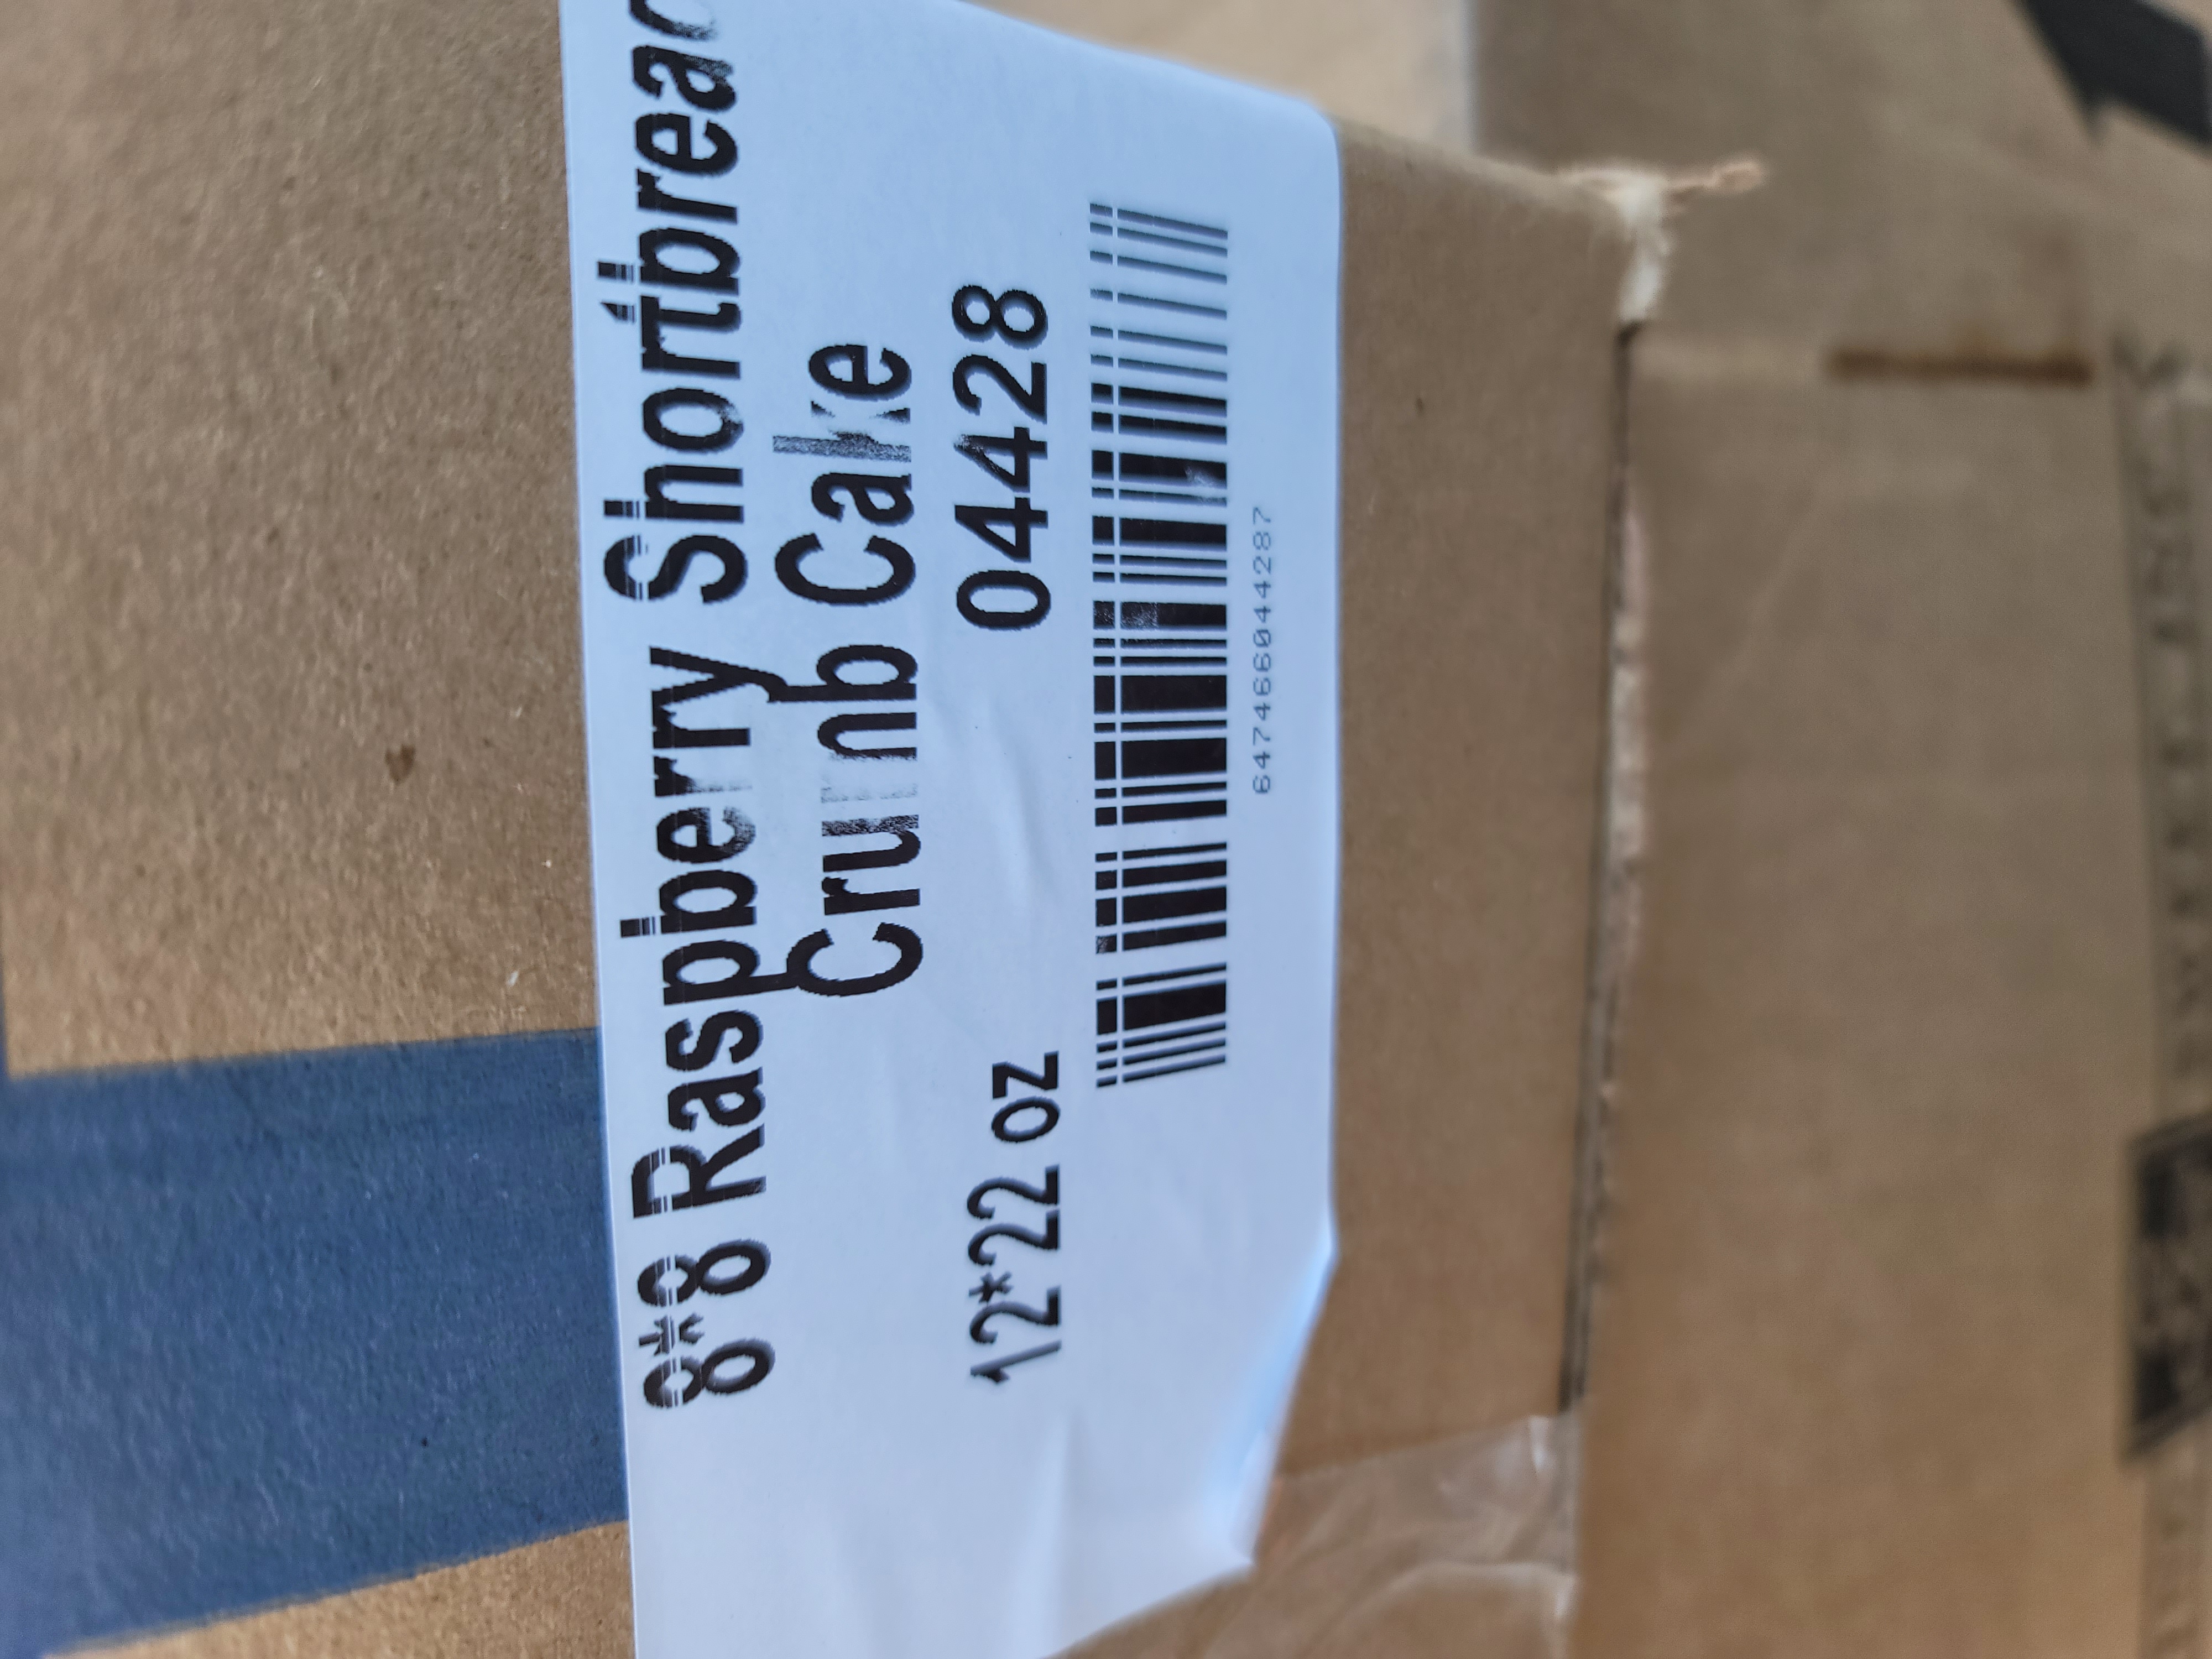 8*8 Raspberry Shortbread
Crumb Cake
12*22 oz 04428
647466044287